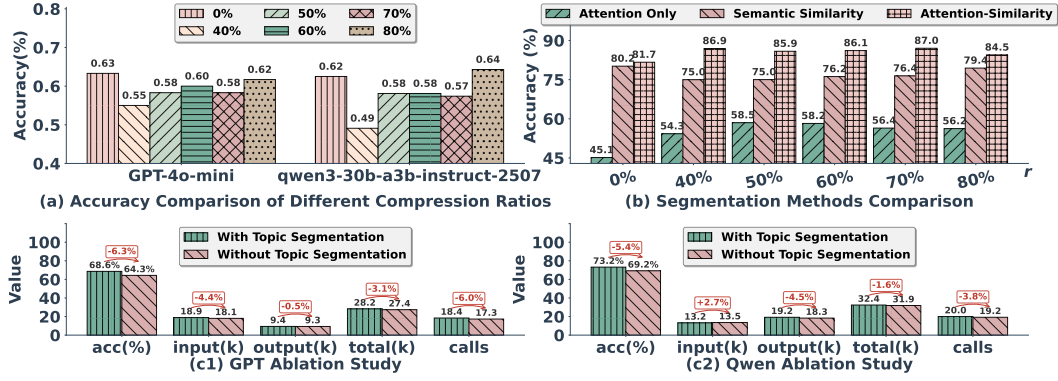 0.8
0.7
0.6
0.5
0.4
Accuracy(%)
0% 50% 70%
40% 60% 80%
0.63 0.55 0.58 0.60 0.58 0.62
0.62 0.49 0.58 0.58 0.57 0.64
GPT-4o-mini qwen3-30b-a3b-instruct-2507
(a) Accuracy Comparison of Different Compression Ratios
Attention Only Semantic Similarity Attention-Similarity
90
75
60
45
Accuracy (%)
45.1 80.2 81.7
54.3 75.0 86.9
58.5 75.0 85.9
58.2 76.2 86.1
56.4 76.4 87.0
56.2 79.4 84.5
0% 40% 50% 60% 70% 80% r
(b) Segmentation Methods Comparison
100
80
60
40
20
0
Value
With Topic Segmentation
Without Topic Segmentation
-6.3% -4.4% -0.5% -3.1% -6.0%
68.6% 64.3% 18.9 18.1 9.4 9.3 28.2 27.4 18.4 17.3
acc(%) input(k) output(k) total(k) calls
(c1) GPT Ablation Study
100
80
60
40
20
0
Value
With Topic Segmentation
Without Topic Segmentation
-5.4% +2.7% -4.5% -1.6% -3.8%
73.2% 69.2% 13.2 13.5 19.2 18.3 32.4 31.9 20.0 19.2
acc(%) input(k) output(k) total(k) calls
(c2) Qwen Ablation Study